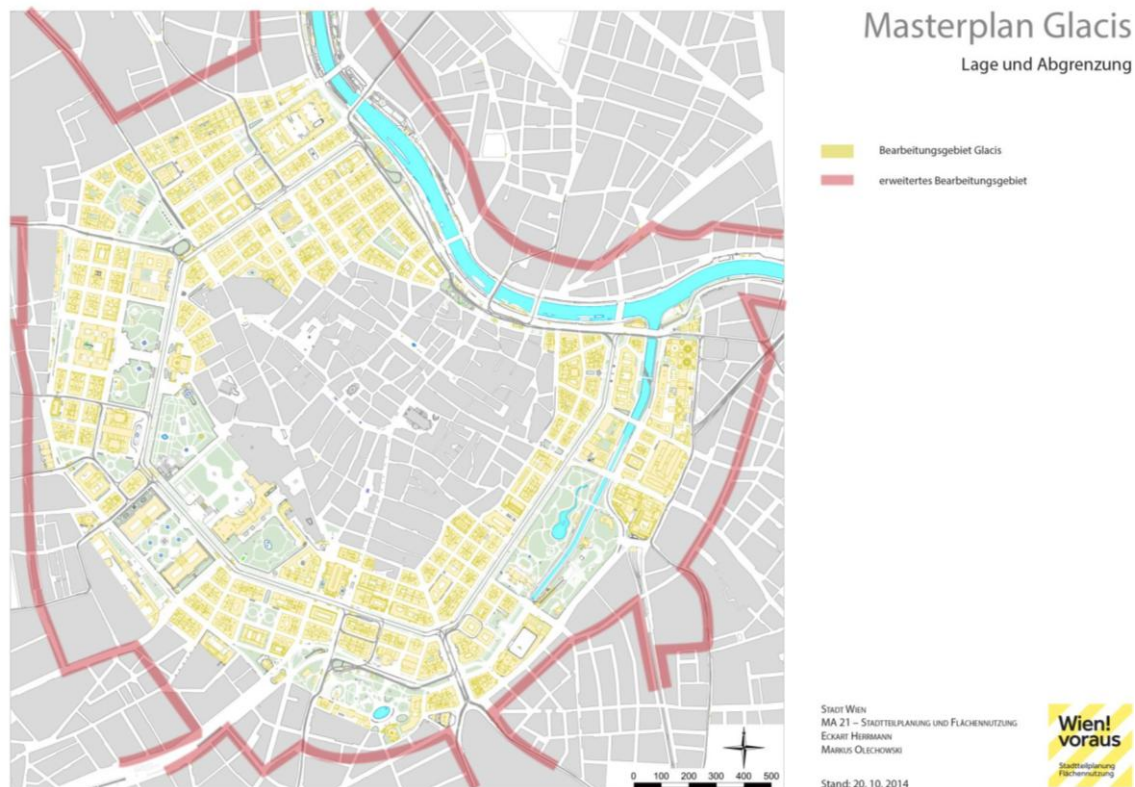 Masterplan Glacis
Lage und Abgrenzung
Bearbeitungsgebiet Glacis
erweitertes Bearbeitungsgebiet
0 100 200 300 400 500
STADT WIEN
MA 21 – STADTTEILPLANUNG UND FLÄCHENNUTZUNG
ECKART HERRMANN
MARKUS OLECHOWSKI
Stand: 20. 10. 2014
Wien!
voraus
Stadtteilplanung
Flächennutzung